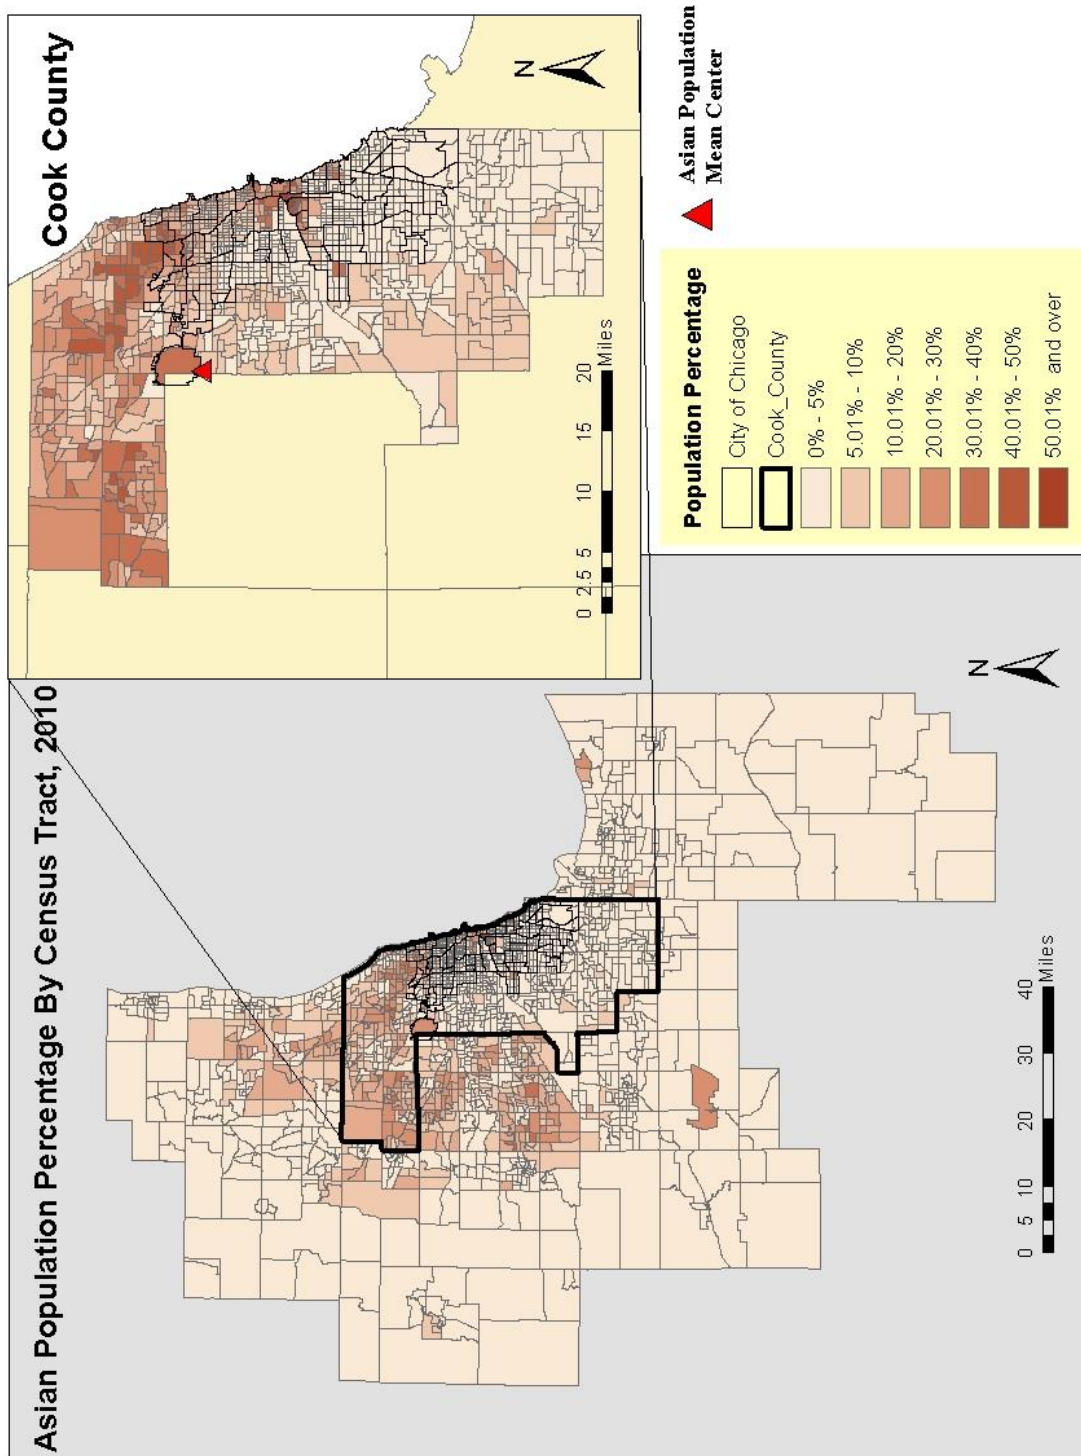 Asian Population Percentage By Census Tract, 2010
Cook County
N
0 2.5 5 10 15 20
Miles
N
0 5 10 20 30 40
Miles
Population Percentage
City of Chicago
Cook_County
0% - 5%
5.01% - 10%
10.01% - 20%
20.01% - 30%
30.01% - 40%
40.01% - 50%
50.01% and over
Asian Population
Mean Center